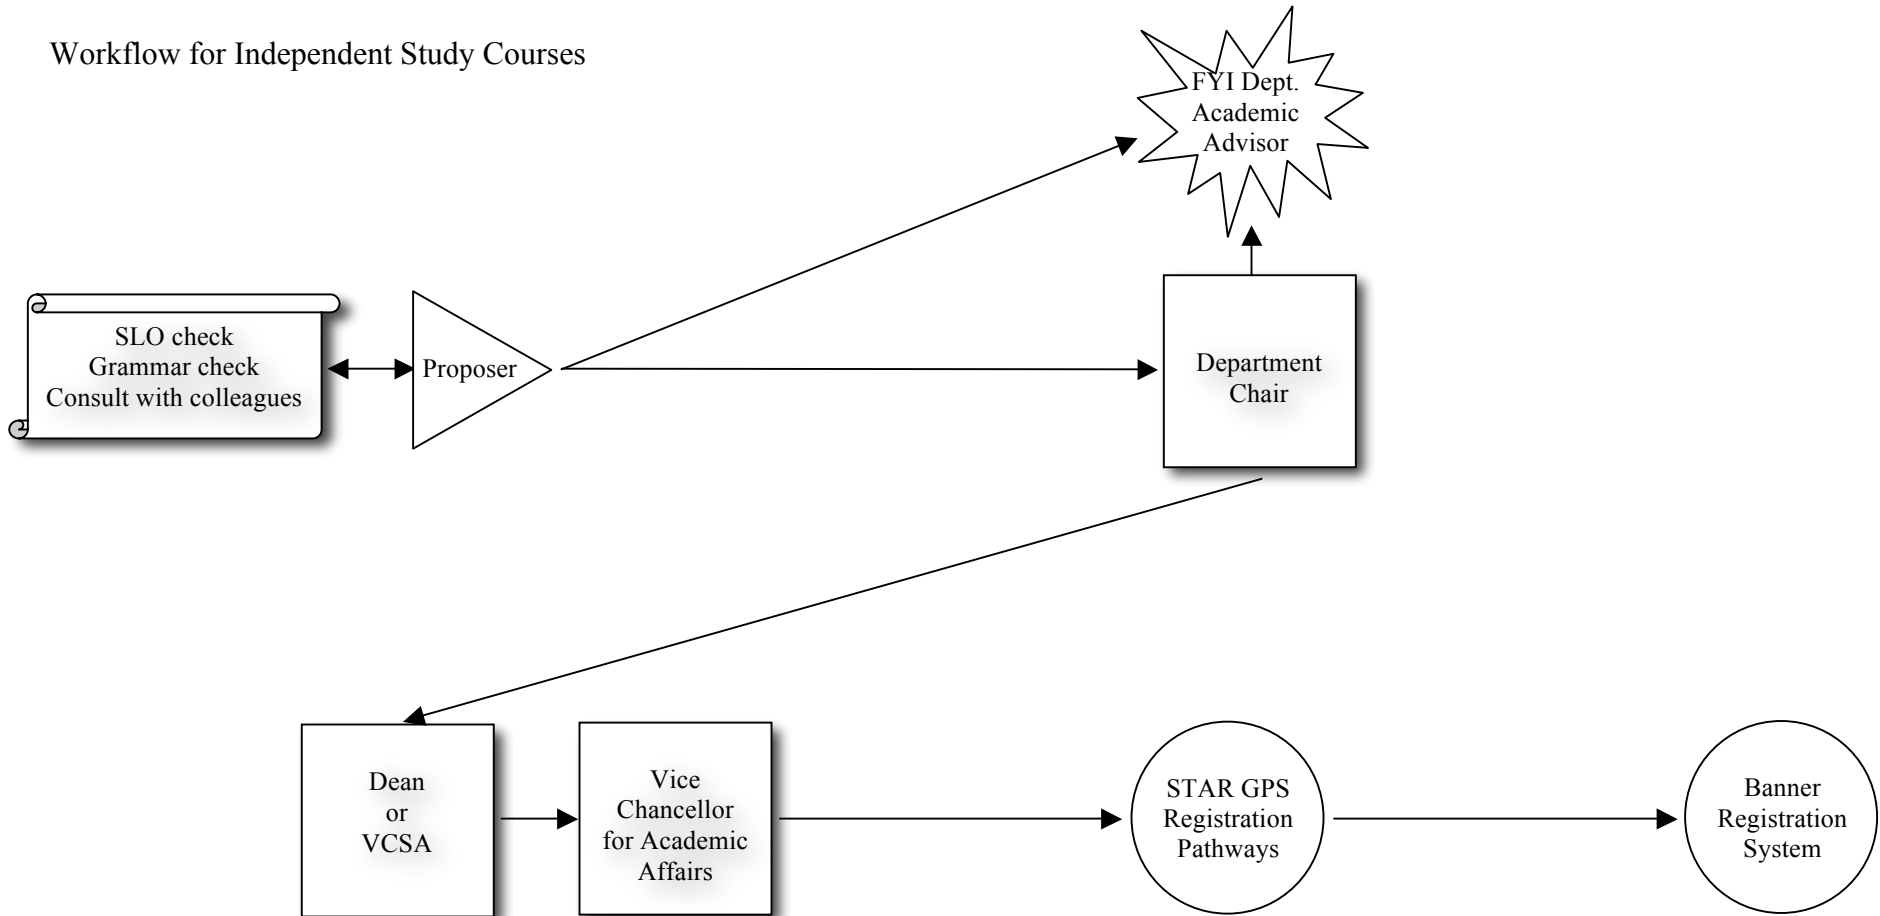 Workflow for Independent Study Courses
FYI Dept.
Academic
Advisor
SLO check
Grammar check
Consult with colleagues
Proposer
Department
Chair
Dean
or
VCSA
Vice
Chancellor
for Academic
Affairs
STAR GPS
Registration
Pathways
Banner
Registration
System